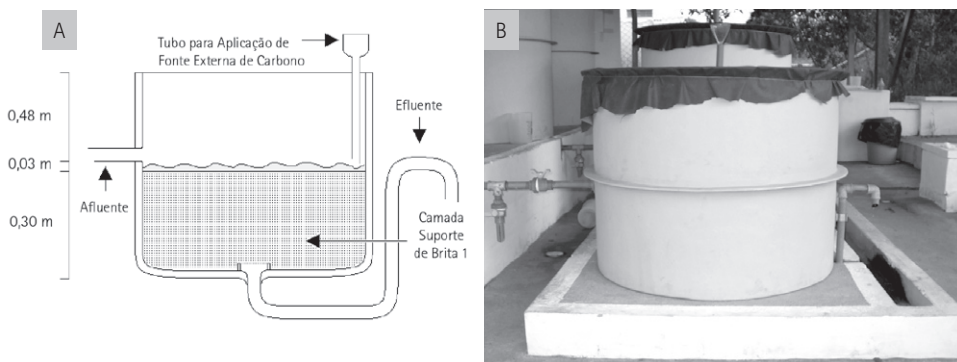 A
Tubo para Aplicação de
Fonte Externa de Carbono
Efluente
0,48 m
0,03 m
0,30 m
Afluente
Camada
Suporte
de Brita 1
B